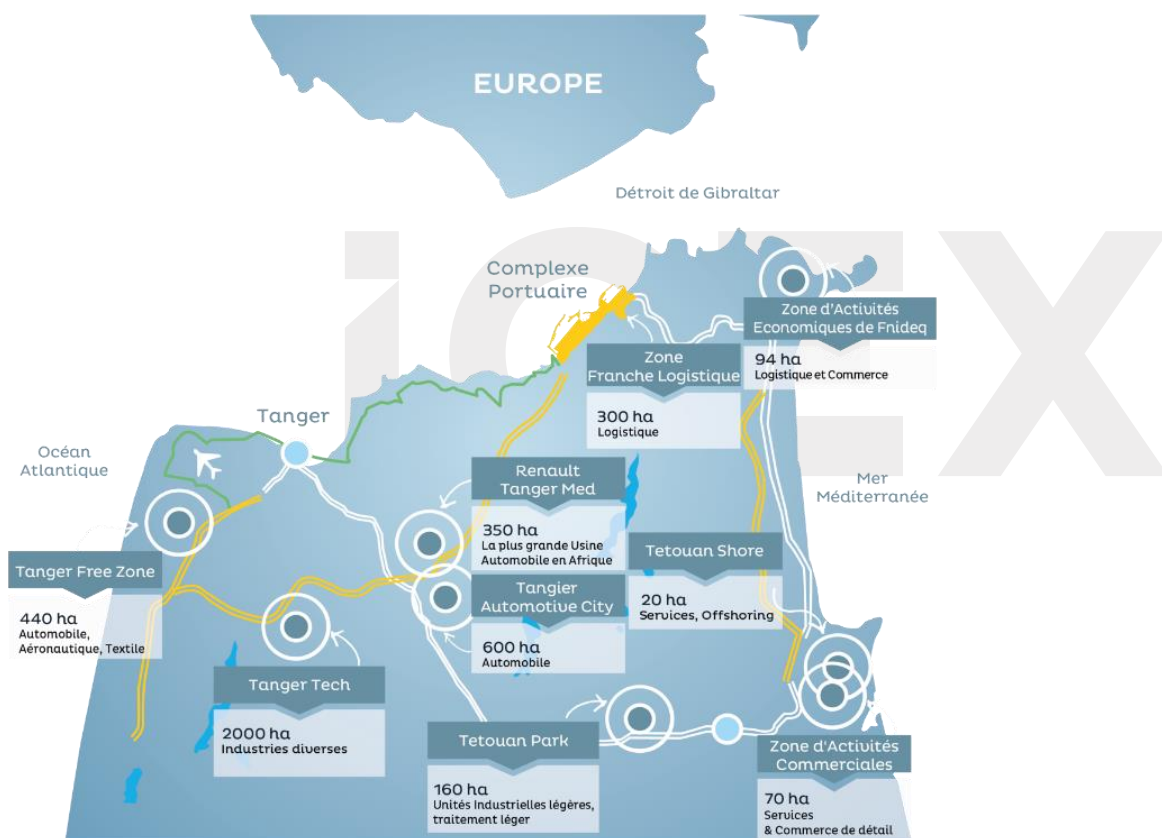 EUROPE
Détroit de Gibraltar
Complexe
Portuaire
Zone d'Activités
Economiques de Fnideq
94 ha
Logistique et Commerce
Zone
Franche Logistique
300 ha
Logistique
Tanger
Océan
Atlantique
Mer
Méditerranée
Renault
Tanger Med
350 ha
La plus grande Usine
Automobile en Afrique
Tetouan Shore
20 ha
Services, Offshoring
Tanger Free Zone
440 ha
Automobile,
Aéronautique, Textile
Tangier
Automotive City
600 ha
Automobile
Tanger Tech
2000 ha
Industries diverses
Tetouan Park
160 ha
Unités Industrielles légères,
traitement léger
Zone d'Activités
Commerciales
70 ha
Services
& Commerce de détail
iCEX